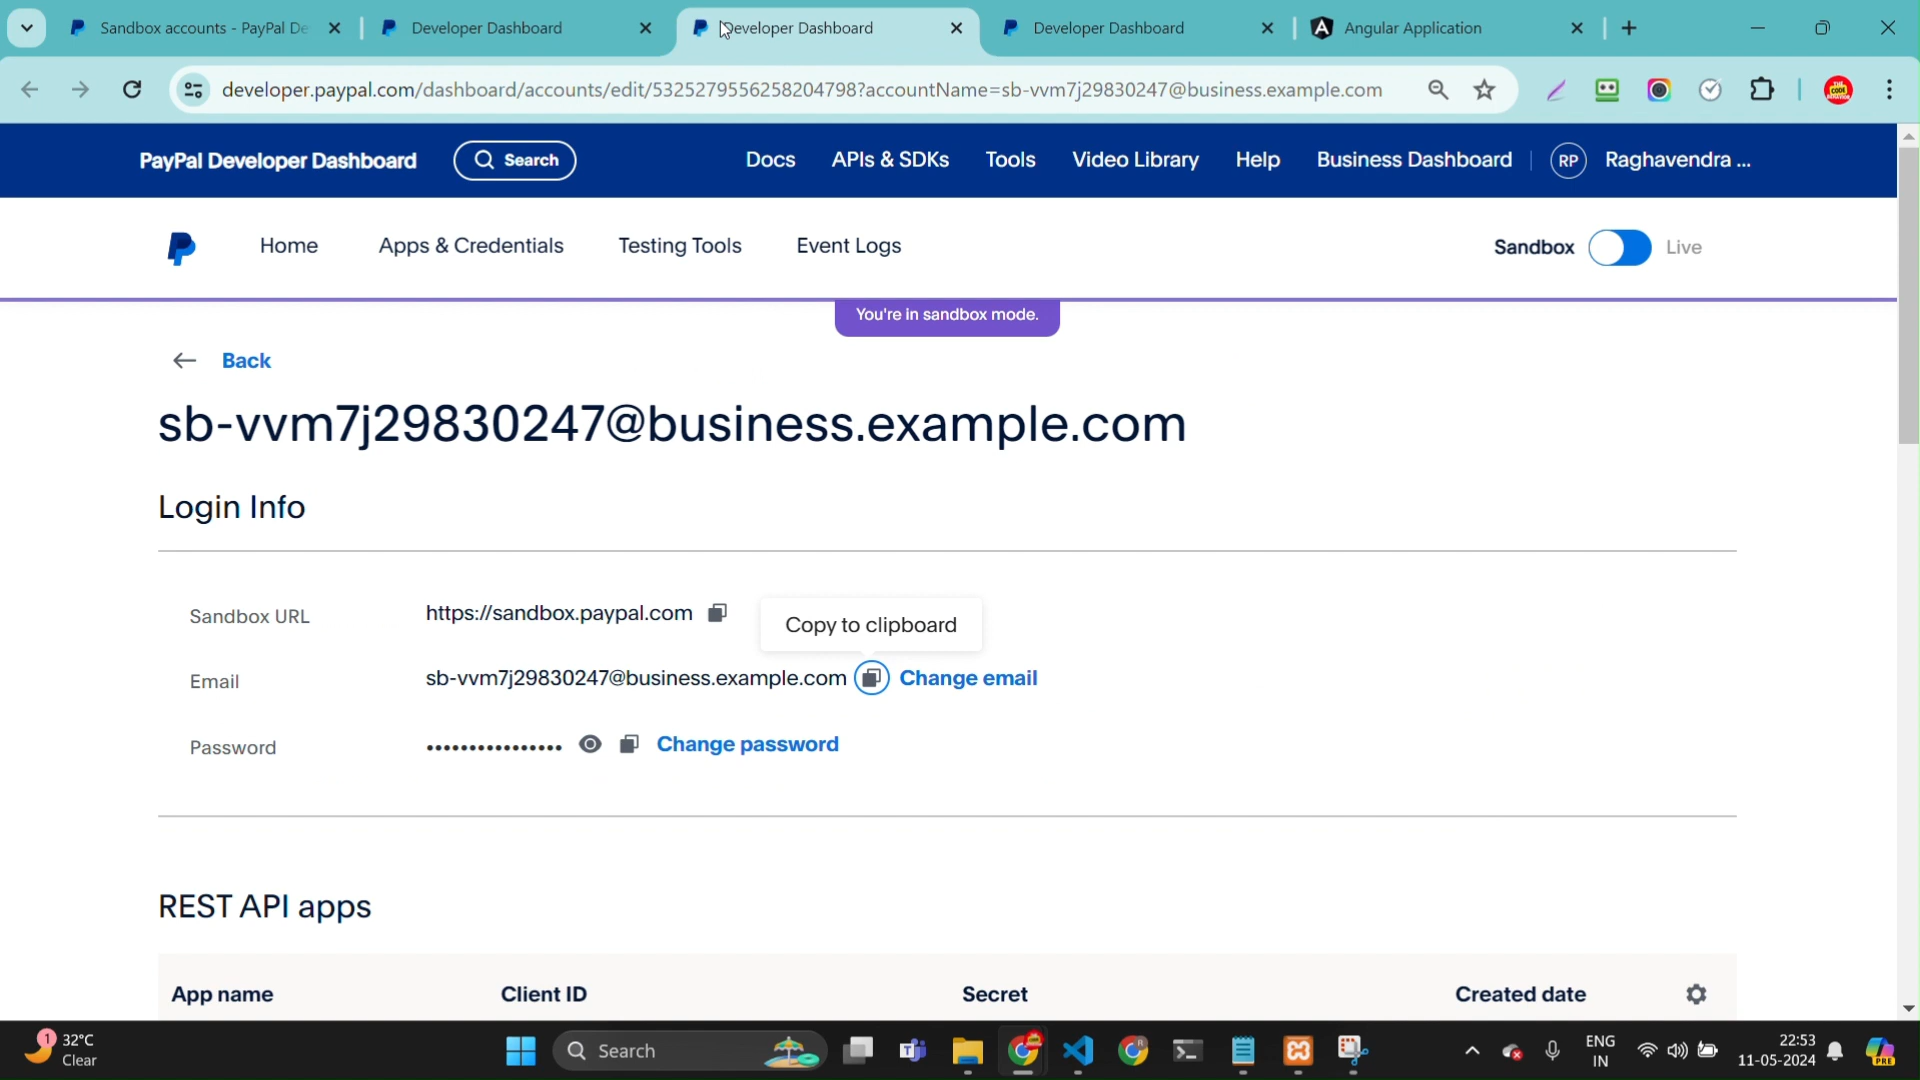 Sandbox accounts - PayPal De
Developer Dashboard
Developer Dashboard
Developer Dashboard
Angular Application
developer.paypal.com/dashboard/accounts/edit/5325279556258204798?accountName=sb-vvm7j29830247@business.example.com
PayPal Developer Dashboard
Search
Docs
APIs & SDKs
Tools
Video Library
Help
Business Dashboard
RP
Raghavendra ...
Home
Apps & Credentials
Testing Tools
Event Logs
Sandbox
Live
You're in sandbox mode.
Back
sb-vvm7j29830247@business.example.com
Login Info
Sandbox URL
https://sandbox.paypal.com
Copy to clipboard
Email
sb-vvm7j29830247@business.example.com
Change email
Password
••••••••••••••••
Change password
REST API apps
App name
Client ID
Secret
Created date
1
32°C
Clear
Search
ENG
IN
22:53
11-05-2024
PRE